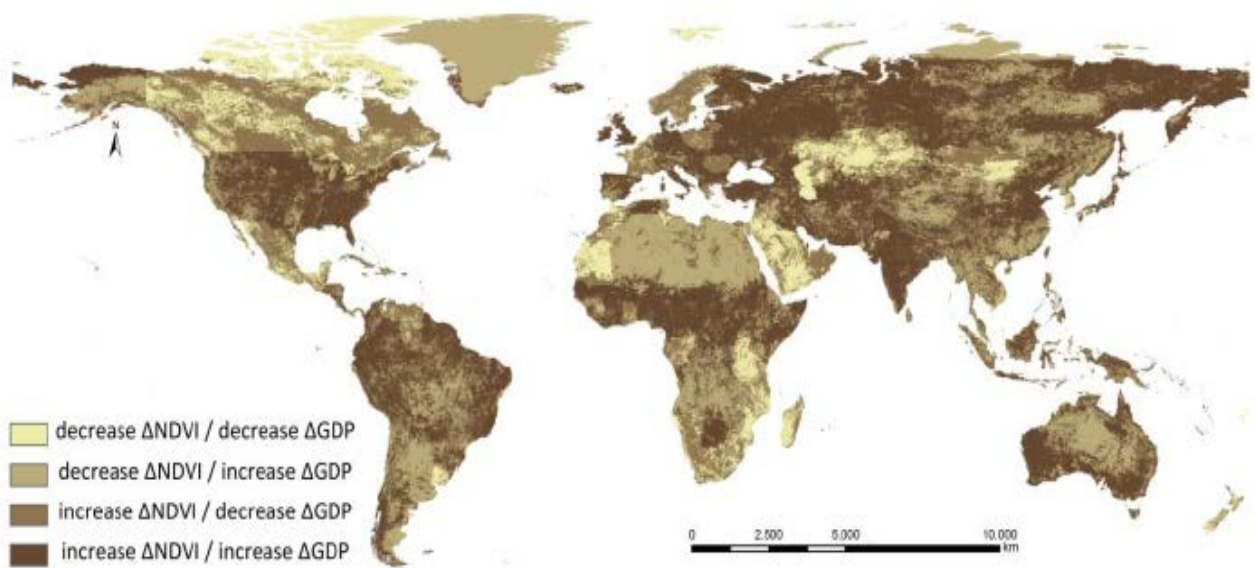 N
decrease ΔNDVI / decrease ΔGDP
decrease ΔNDVI / increase ΔGDP
increase ΔNDVI / decrease ΔGDP
increase ΔNDVI / increase ΔGDP
0 2.500 5.000 10.000
km